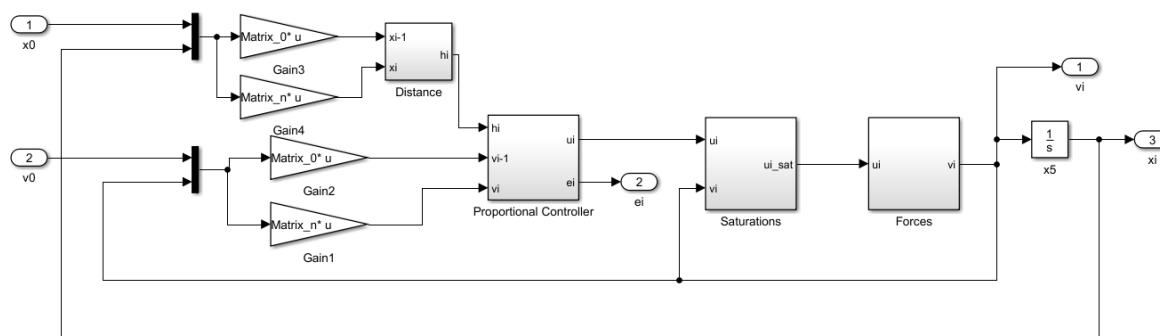 1
x0
Matrix_0* u
Gain3
Matrix_n* u
Gain4
xi-1
xi
hi
Distance
2
v0
Matrix_0* u
Gain2
Matrix_n* u
Gain1
hi
vi-1
vi
ui
ei
Proportional Controller
2
ei
ui
vi
ui_sat
Saturations
ui
vi
Forces
1
vi
1
s
x5
3
xi